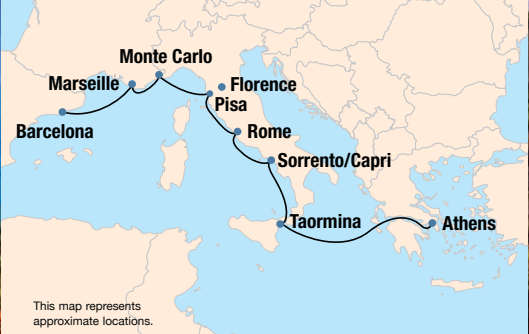 Monte Carlo
Marseille
Florence
Pisa
Barcelona
Rome
Sorrento/Capri
Taormina
Athens
This map represents
approximate locations.